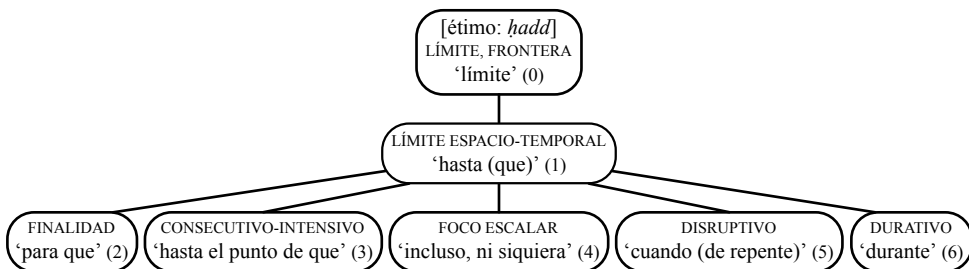 [étimo: ḥadd]
LÍMITE, FRONTERA
‘límite’ (0)
LÍMITE ESPACIO-TEMPORAL
‘hasta (que)’ (1)
FINALIDAD
‘para que’ (2)
CONSECUTIVO-INTENSIVO
‘hasta el punto de que’ (3)
FOCO ESCALAR
‘incluso, ni siquiera’ (4)
DISRUPTIVO
‘cuando (de repente)’ (5)
DURATIVO
‘durante’ (6)